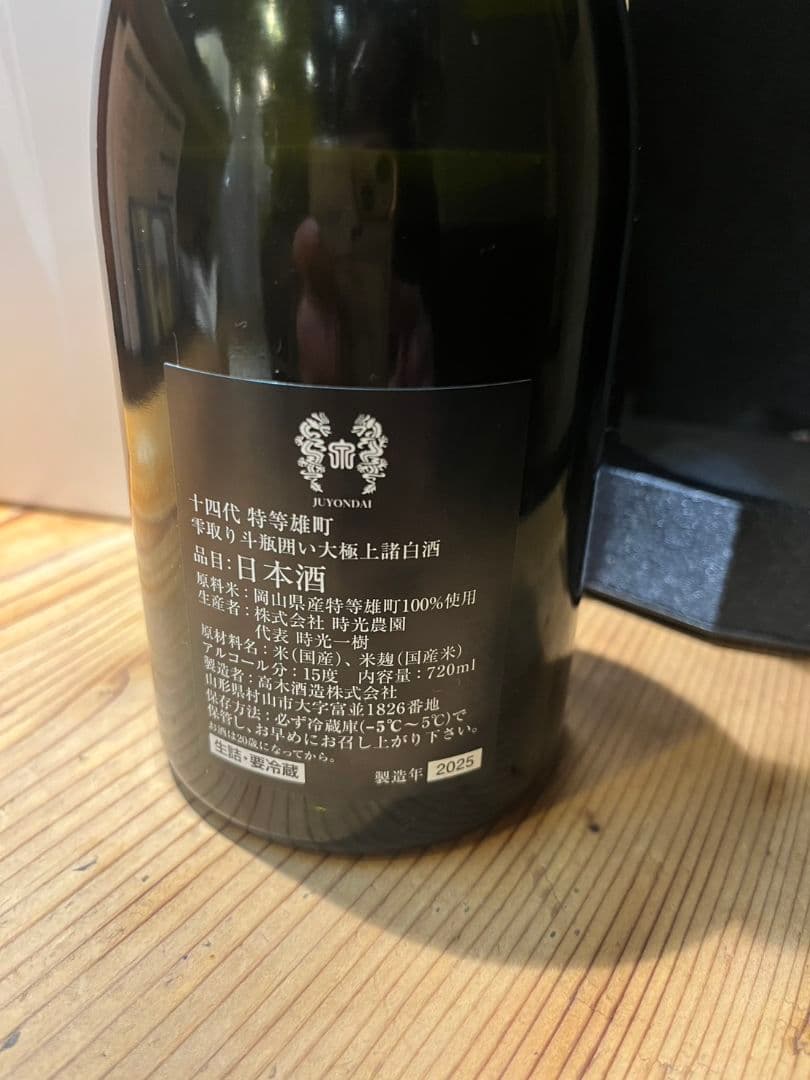 JUYONDAI
十四代 特等雄町
雫取り斗瓶囲い大極上諸白酒
品目:日本酒
原料米:岡山県産特等雄町100%使用
生産者:株式会社 時光農園
代表 時光一樹
原材料名:米(国産)、米麹(国産米)
アルコール分:15度 内容量:720ml
製造者:高木酒造株式会社
山形県村山市大字富並1826番地
保存方法:必ず冷蔵庫(-5℃～5℃)で
保管し、お早めにお召し上がり下さい。
お酒は20歳になってから。
生詰・要冷蔵 製造年 2025